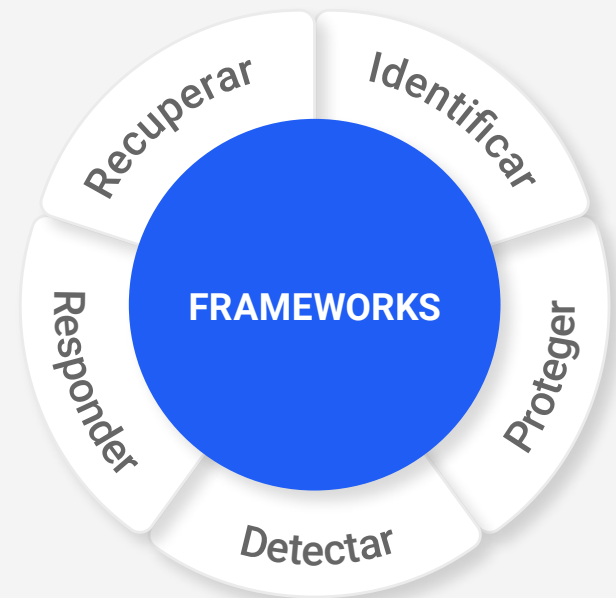 Identificar
Proteger
Detectar
Responder
Recuperar
FRAMEWORKS